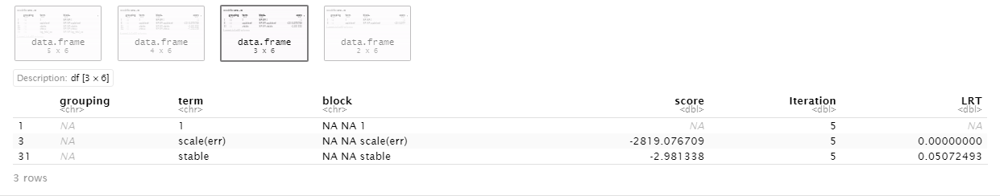 data.frame
5 x 6
data.frame
4 x 6
data.frame
3 x 6
data.frame
2 x 6
Description: df [3 × 6]
grouping term block score Iteration LRT
<chr> <chr> <chr> <dbl> <dbl> <dbl>
1 NA 1 NA NA 1 NA 5 NA
3 NA scale(err) NA NA scale(err) -2819.076709 5 0.00000000
31 NA stable NA NA stable -2.981338 5 0.05072493
3 rows